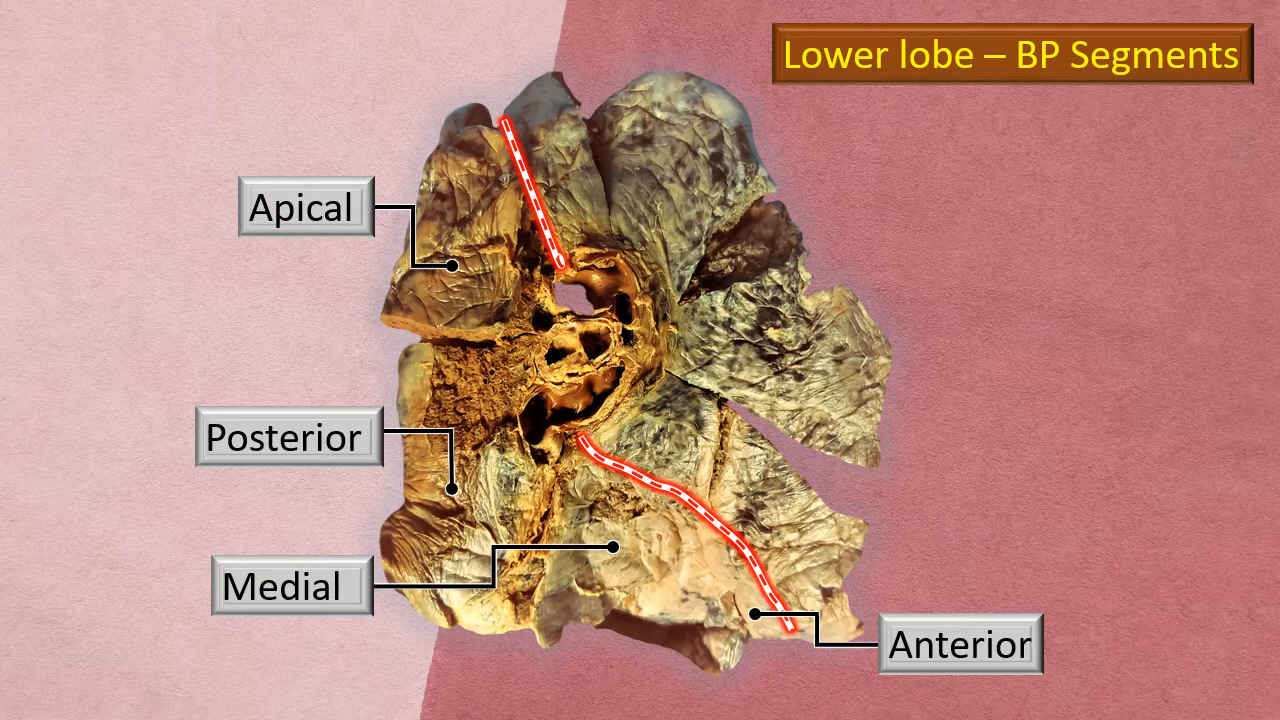 Lower lobe – BP Segments
Apical
Posterior
Medial
Anterior